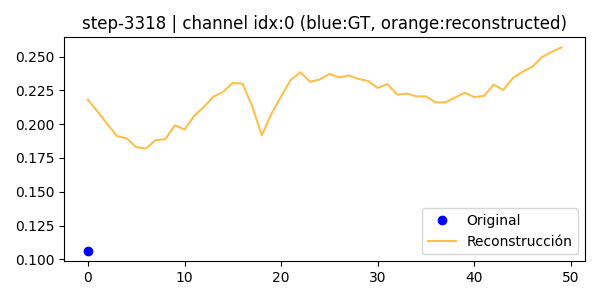 step-3318 | channel idx:0 (blue:GT, orange:reconstructed)
0.250
0.225
0.200
0.175
0.150
0.125
0.100
Original
Reconstrucción
0 10 20 30 40 50